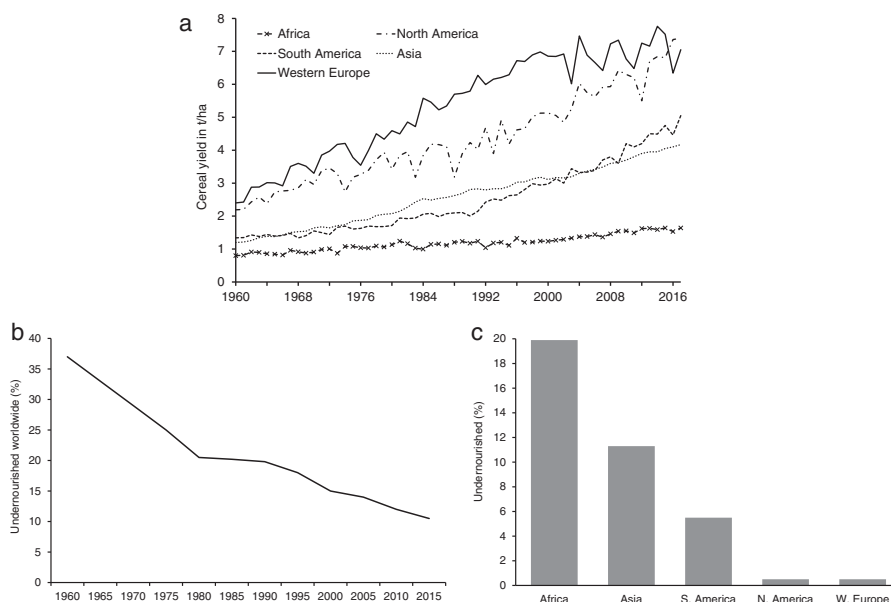 a
Africa
North America
South America
Asia
Western Europe
Cereal yield in t/ha
8
7
6
5
4
3
2
1
0
1960 1968 1976 1984 1992 2000 2008 2016
b
Undernourished worldwide (%)
40
35
30
25
20
15
10
5
0
1960 1965 1970 1975 1980 1985 1990 1995 2000 2005 2010 2015
c
Undernourished (%)
20
18
16
14
12
10
8
6
4
2
0
Africa Asia S. America N. America W. Europe